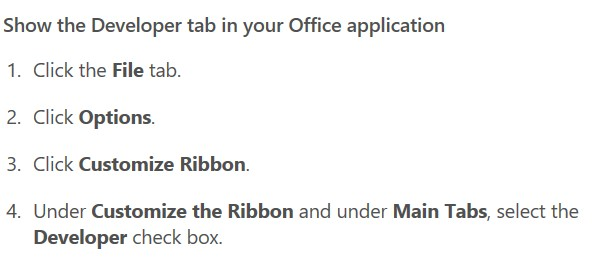 Show the Developer tab in your Office application
1. Click the File tab.
2. Click Options.
3. Click Customize Ribbon.
4. Under Customize the Ribbon and under Main Tabs, select the
Developer check box.